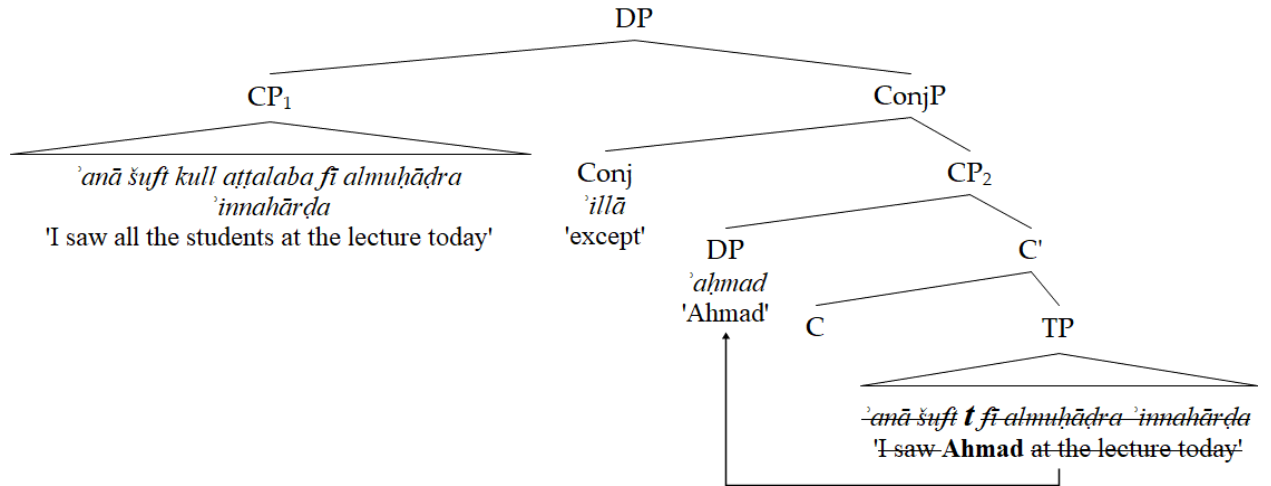 DP
CP₁ ConjP
ʾanā šuft kull aṭṭalaba fī almuḥāḍra
ʾinnahārḍa
'I saw all the students at the lecture today'
Conj CP₂
ʾillā
'except'
DP C'
ʾaḥmad
'Ahmad'
C TP
ʾanā šuft t fī almuḥāḍra ʾinnahārḍa
'I saw Ahmad at the lecture today'